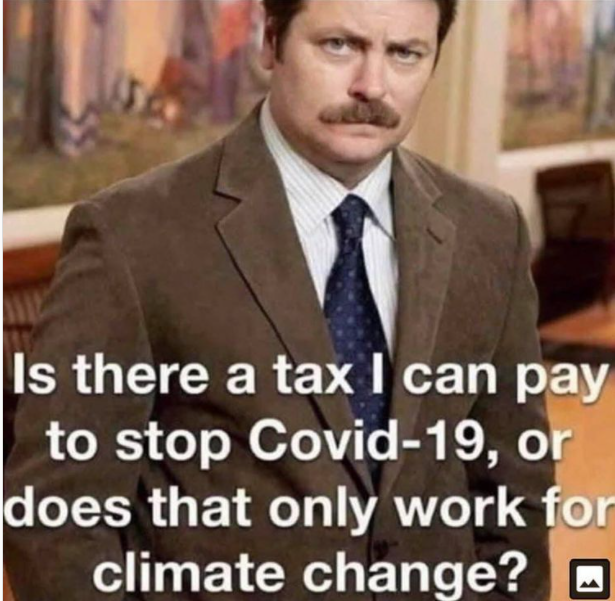 Is there a tax I can pay
to stop Covid-19, or
does that only work for
climate change?